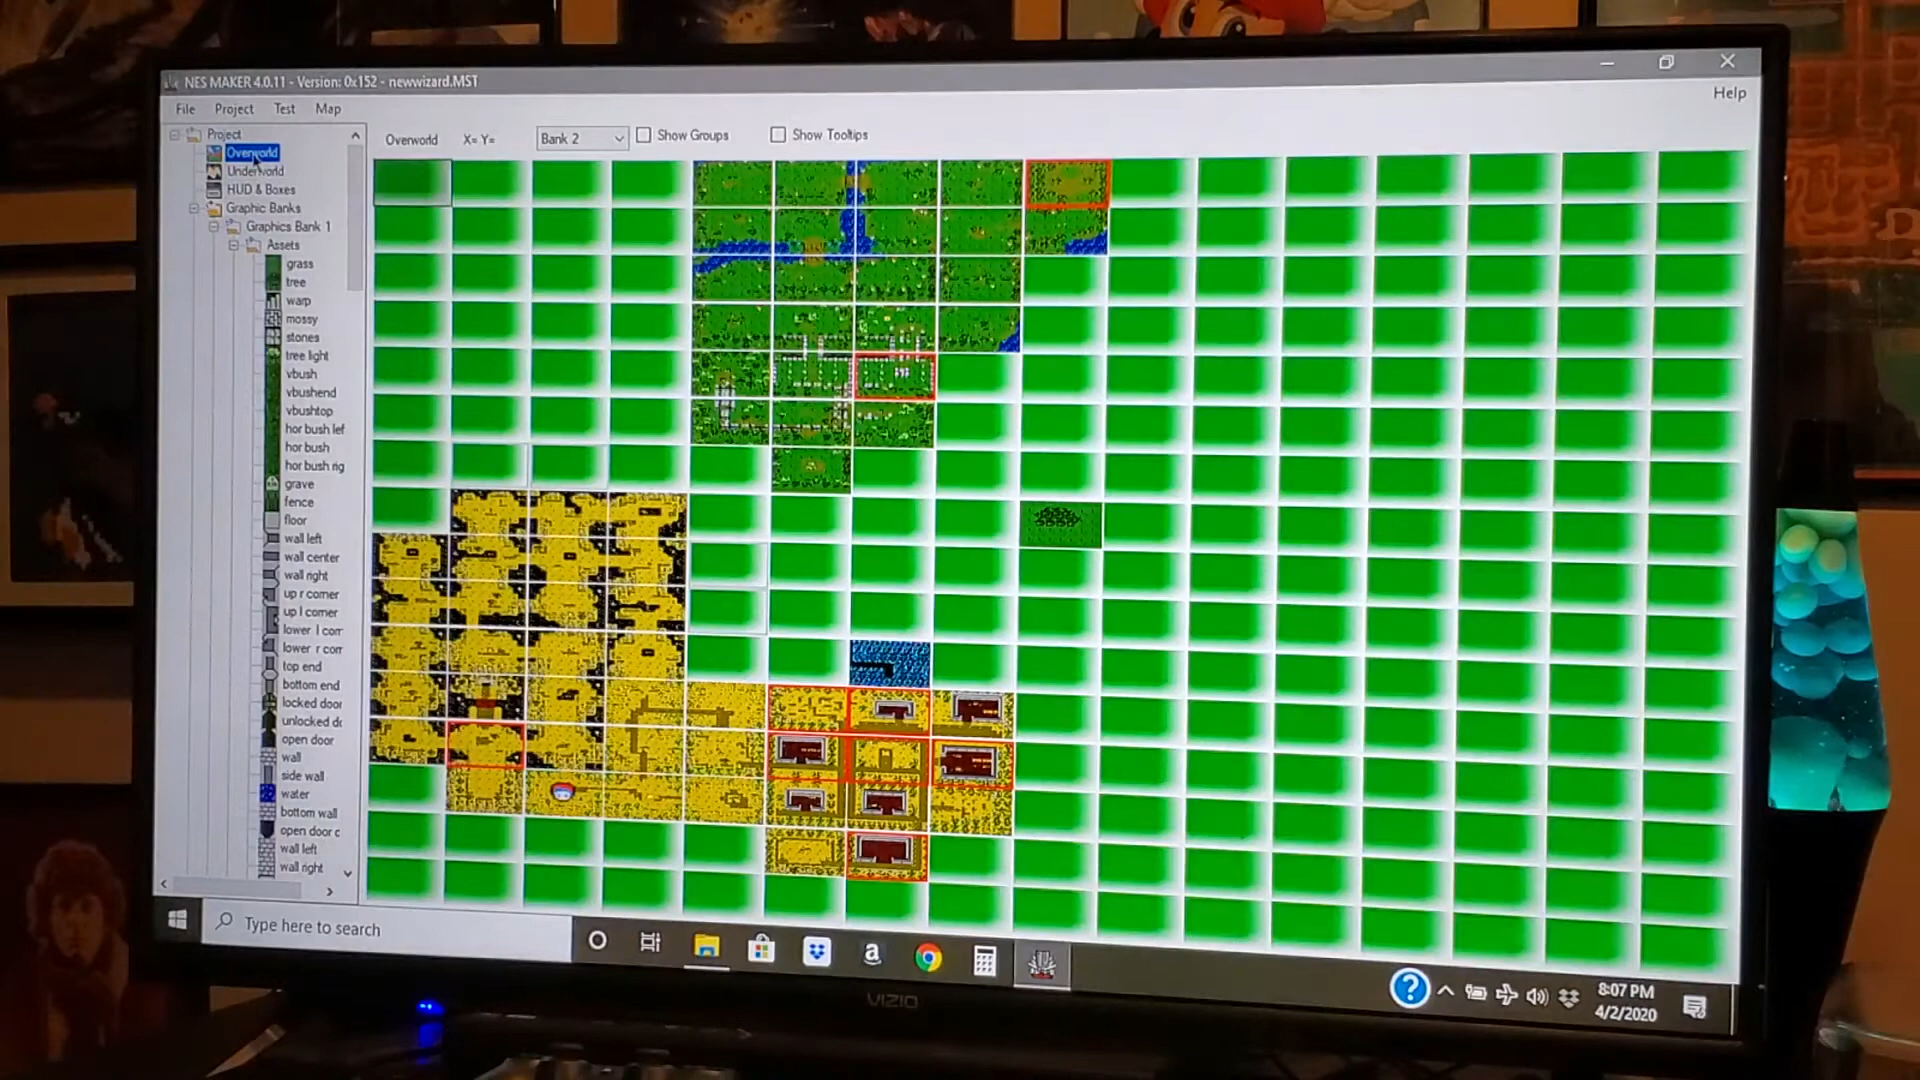 NES MAKER 4.0.11 - Version: 0x152 - newwizard.MST
File Project Test Map
Help
Project
Overworld X= Y= Bank 2 Show Groups Show Tooltips
Overworld
Underworld
HUD & Boxes
Graphic Banks
Graphics Bank 1
Assets
grass
tree
warp
mossy
stones
tree light
vbush
vbushend
vbushtop
hor bush lef
hor bush
hor bush rig
grave
fence
floor
wall left
wall center
wall right
up r corner
up l corner
lower l corr
lower r corr
top end
bottom end
locked door
unlocked dc
open door
wall
side wall
water
bottom wall
open door c
wall left
wall right
Type here to search
a
?
8:07 PM
4/2/2020
VIZIO